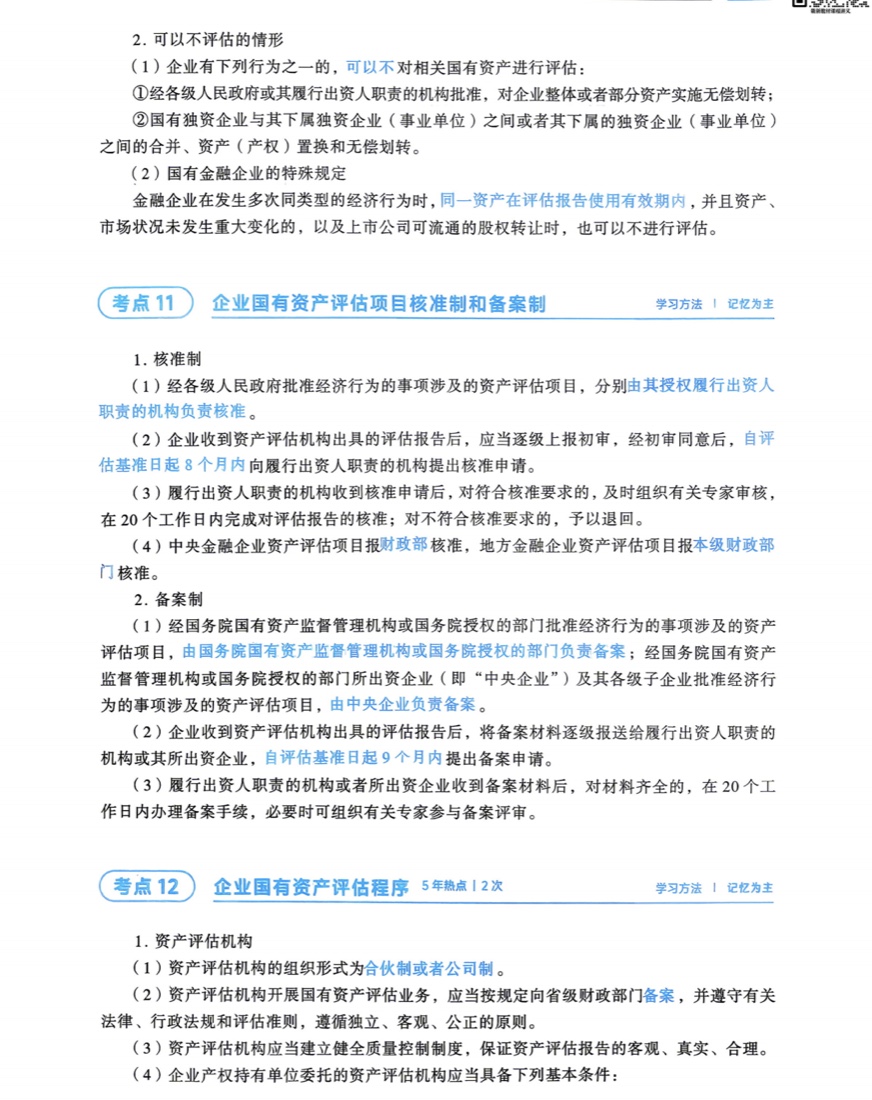 2. 可以不评估的情形
（1）企业有下列行为之一的，可以不对相关国有资产进行评估：
①经各级人民政府或其履行出资人职责的机构批准，对企业整体或者部分资产实施无偿划转；
②国有独资企业与其下属独资企业（事业单位）之间或者其下属的独资企业（事业单位）
之间的合并、资产（产权）置换和无偿划转。
（2）国有金融企业的特殊规定
金融企业在发生多次同类型的经济行为时，同一资产在评估报告使用有效期内，并且资产、
市场状况未发生重大变化的，以及上市公司可流通的股权转让时，也可以不进行评估。
考点 11 企业国有资产评估项目核准制和备案制 学习方法 | 记忆为主
1. 核准制
（1）经各级人民政府批准经济行为的事项涉及的资产评估项目，分别由其授权履行出资人
职责的机构负责核准。
（2）企业收到资产评估机构出具的评估报告后，应当逐级上报初审，经初审同意后，自评
估基准日起 8 个月内向履行出资人职责的机构提出核准申请。
（3）履行出资人职责的机构收到核准申请后，对符合核准要求的，及时组织有关专家审核，
在 20 个工作日内完成对评估报告的核准；对不符合核准要求的，予以退回。
（4）中央金融企业资产评估项目报财政部核准，地方金融企业资产评估项目报本级财政部
门核准。
2. 备案制
（1）经国务院国有资产监督管理机构或国务院授权的部门批准经济行为的事项涉及的资产
评估项目，由国务院国有资产监督管理机构或国务院授权的部门负责备案；经国务院国有资产
监督管理机构或国务院授权的部门所出资企业（即“中央企业”）及其各级子企业批准经济行
为的事项涉及的资产评估项目，由中央企业负责备案。
（2）企业收到资产评估机构出具的评估报告后，将备案材料逐级报送给履行出资人职责的
机构或其所出资企业，自评估基准日起 9 个月内提出备案申请。
（3）履行出资人职责的机构或者所出资企业收到备案材料后，对材料齐全的，在 20 个工
作日内办理备案手续，必要时可组织有关专家参与备案评审。
考点 12 企业国有资产评估程序 5年热点 | 2次 学习方法 | 记忆为主
1. 资产评估机构
（1）资产评估机构的组织形式为合伙制或者公司制。
（2）资产评估机构开展国有资产评估业务，应当按规定向省级财政部门备案，并遵守有关
法律、行政法规和评估准则，遵循独立、客观、公正的原则。
（3）资产评估机构应当建立健全质量控制制度，保证资产评估报告的客观、真实、合理。
（4）企业产权持有单位委托的资产评估机构应当具备下列基本条件：